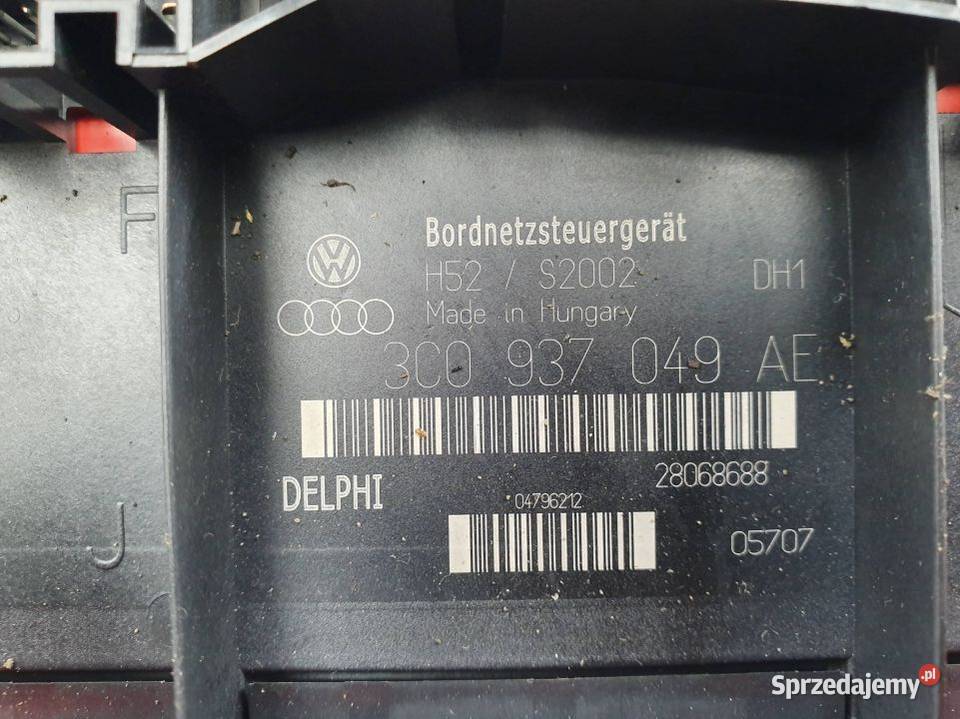 F
Bordnetzsteuergerät
H52 / S2002 DH1
Made in Hungary
3C0 937 049 AE
DELPHI
28068688
04796212
05707
J
Sprzedajemy.pl